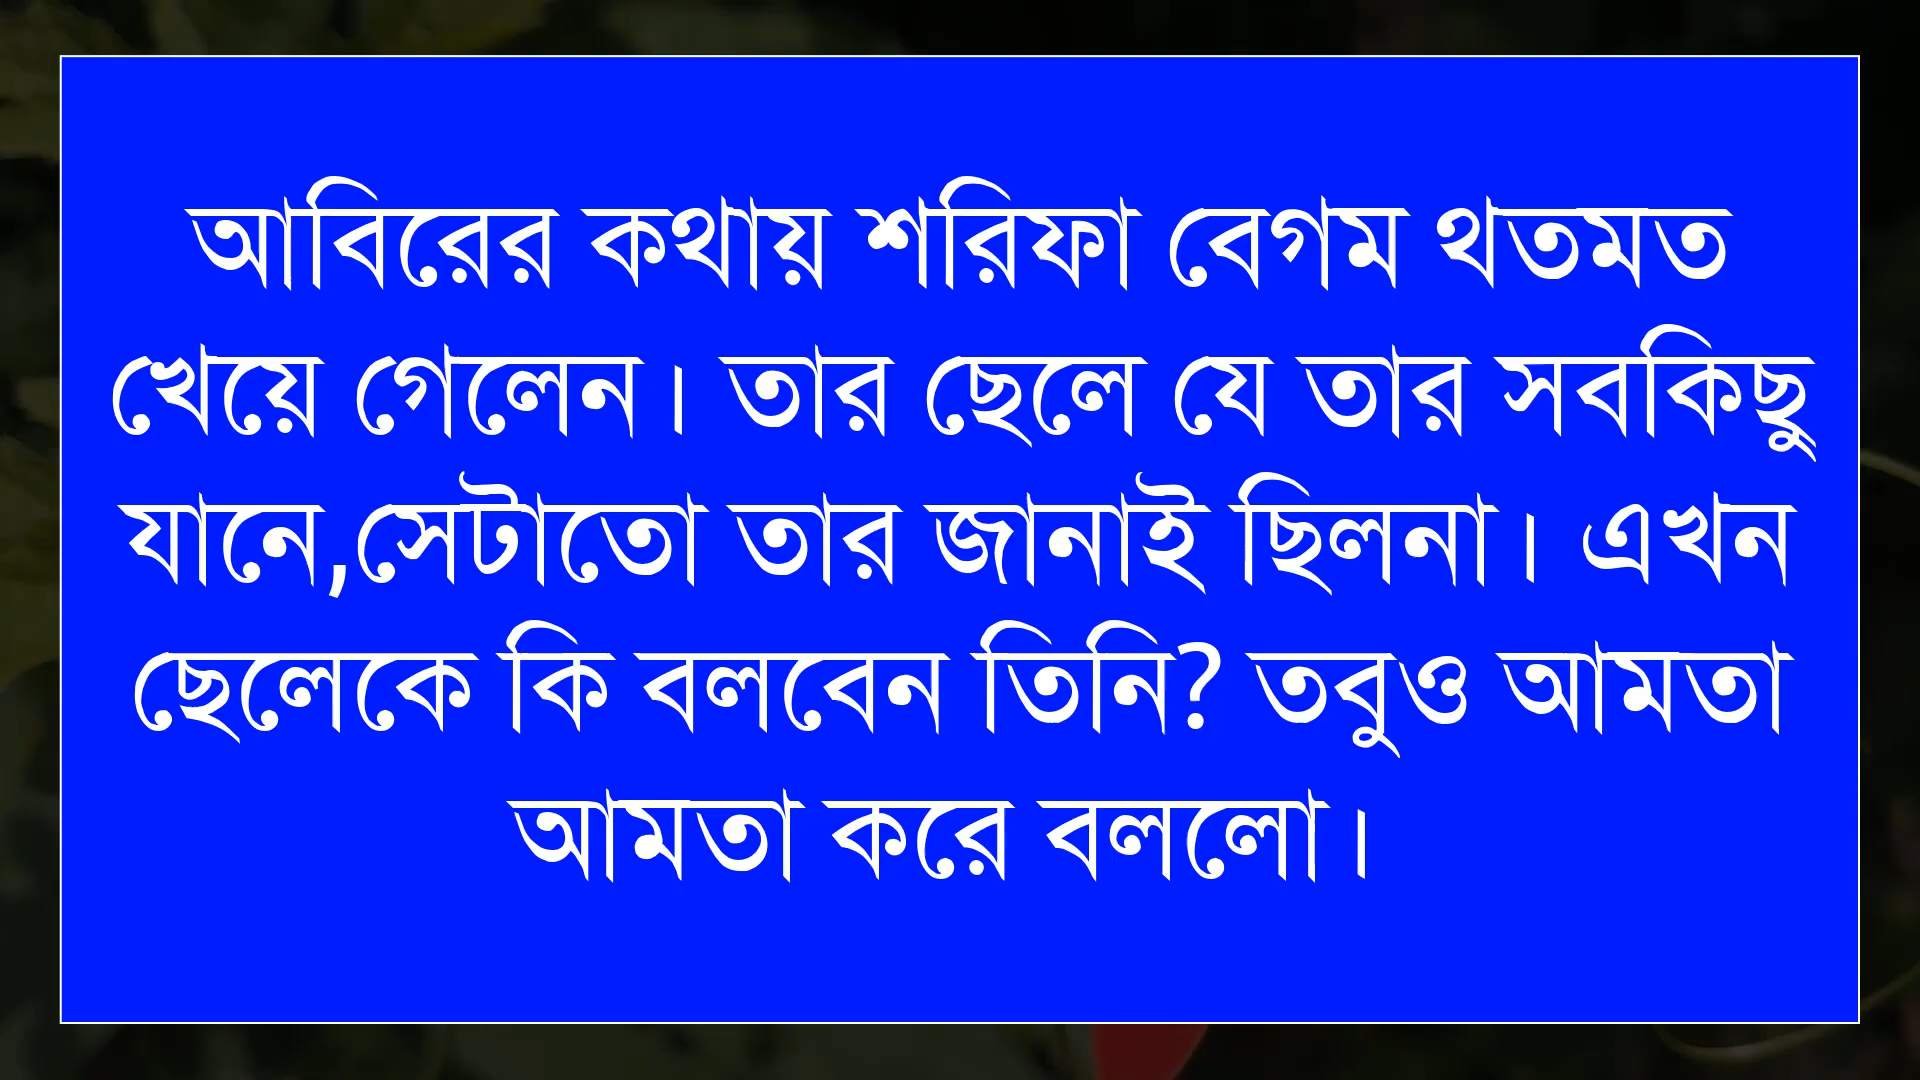 আবিরের কথায় শরিফা বেগম থতমত
খেয়ে গেলেন। তার ছেলে যে তার সবকিছু
যানে,সেটাতো তার জানাই ছিলনা। এখন
ছেলেকে কি বলবেন তিনি? তবুও আমতা
আমতা করে বললো।